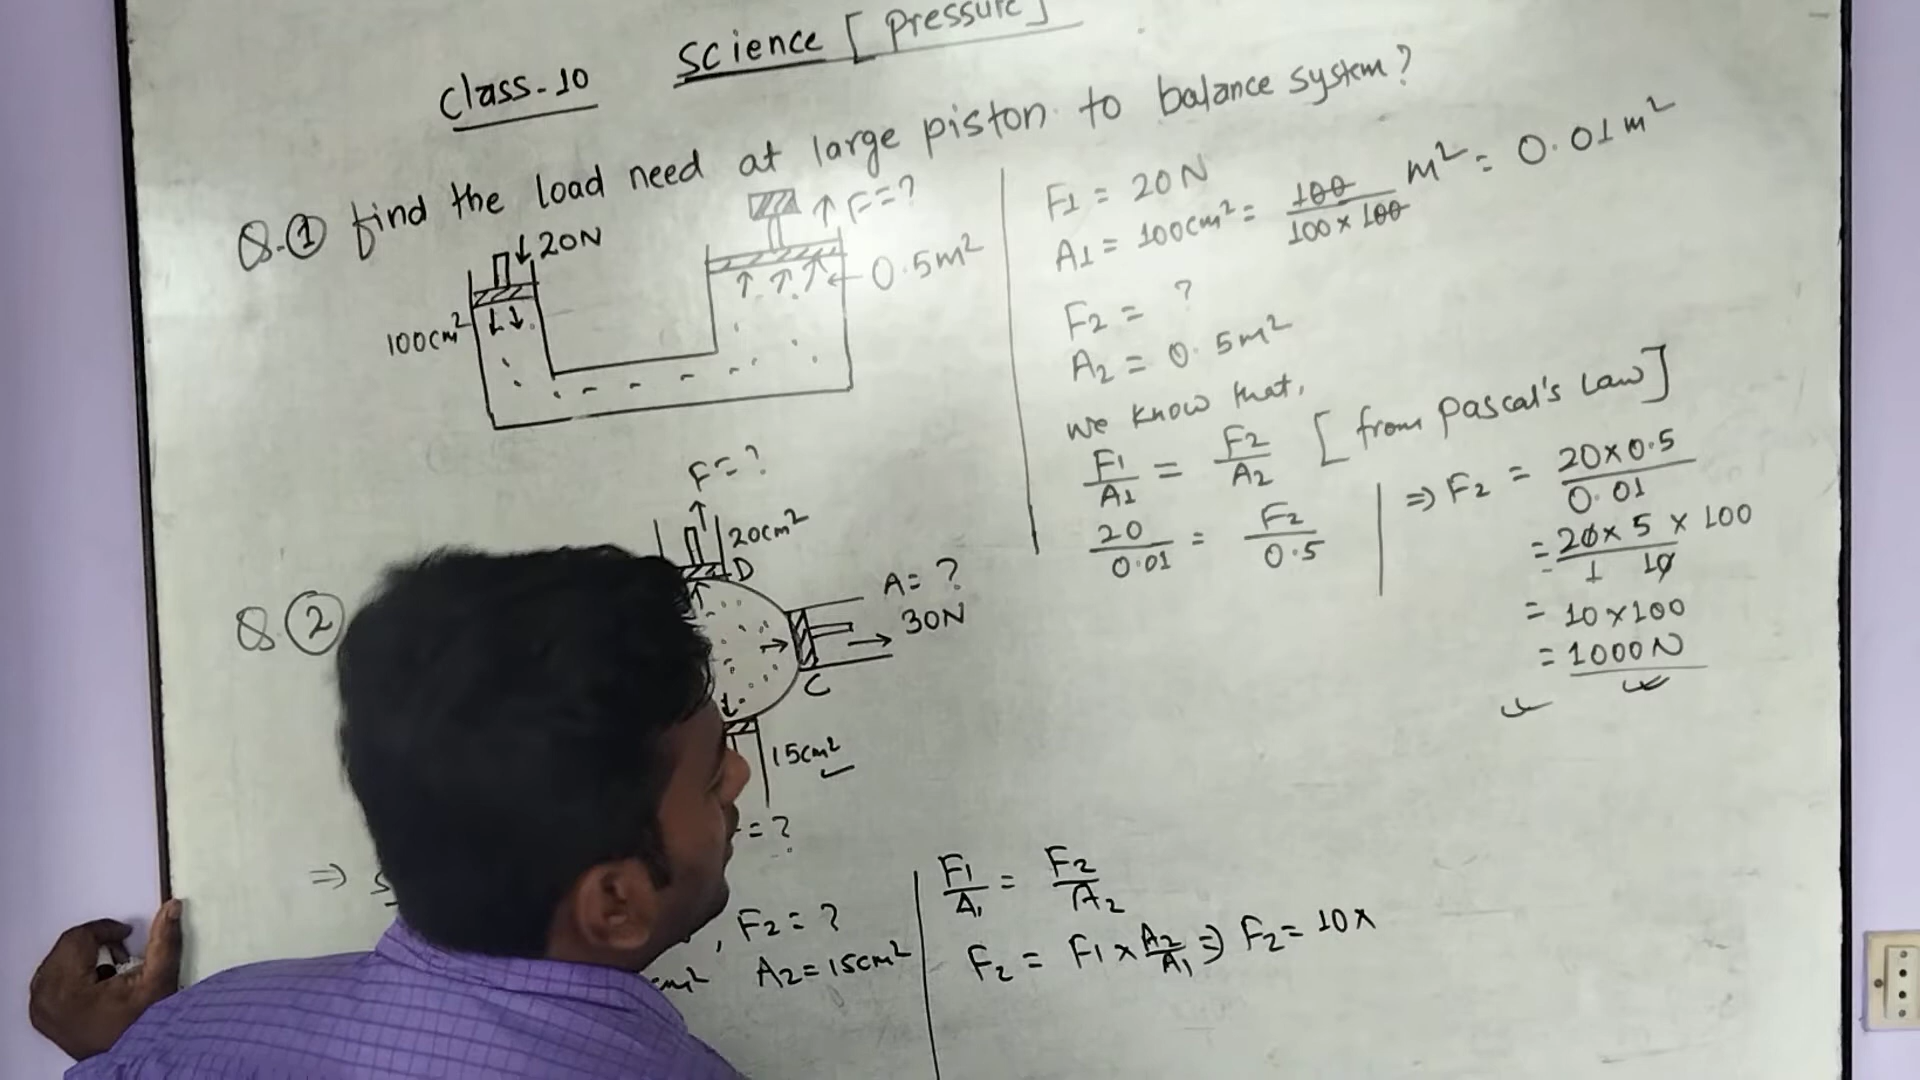 Class-10 Science [Pressure]
Q.① find the load need at large piston to balance system?
↓20N
100cm²
↑ F=?
0.5m²
F1 = 20N
A1 = 100cm² = 100/100×100 m² = 0.01m²
F2 = ?
A2 = 0.5m²
we know that,
F1/A1 = F2/A2 [from pascal's Law]
20/0.01 = F2/0.5
⇒ F2 = 20×0.5/0.01
= 20×5×100/1 10
= 10×100
= 1000N
Q.②
F=?
20cm²
D
A=?
30N
C
15cm²
=?
⇒
, F2=?
cm² A2=15cm²
F1/A1 = F2/A2
F2 = F1×A2/A1 ⇒ F2=10×